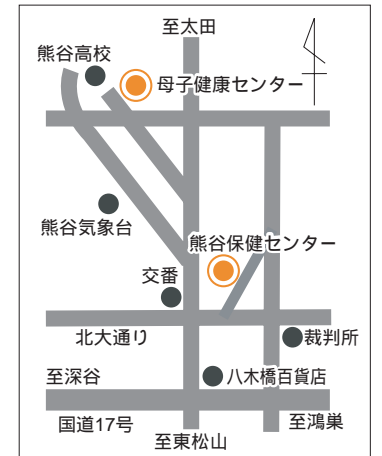 至太田
熊谷高校
母子健康センター
熊谷気象台
熊谷保健センター
交番
北大通り
裁判所
至深谷
八木橋百貨店
国道17号
至鴻巣
至東松山